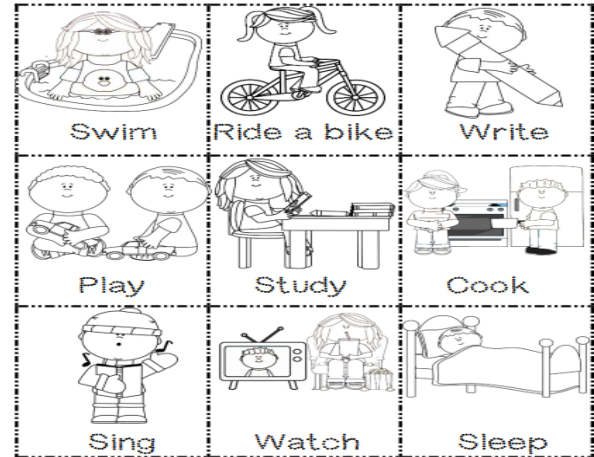 Swim
Ride a bike
Write
Play
Study
Cook
Sing
Watch
Sleep